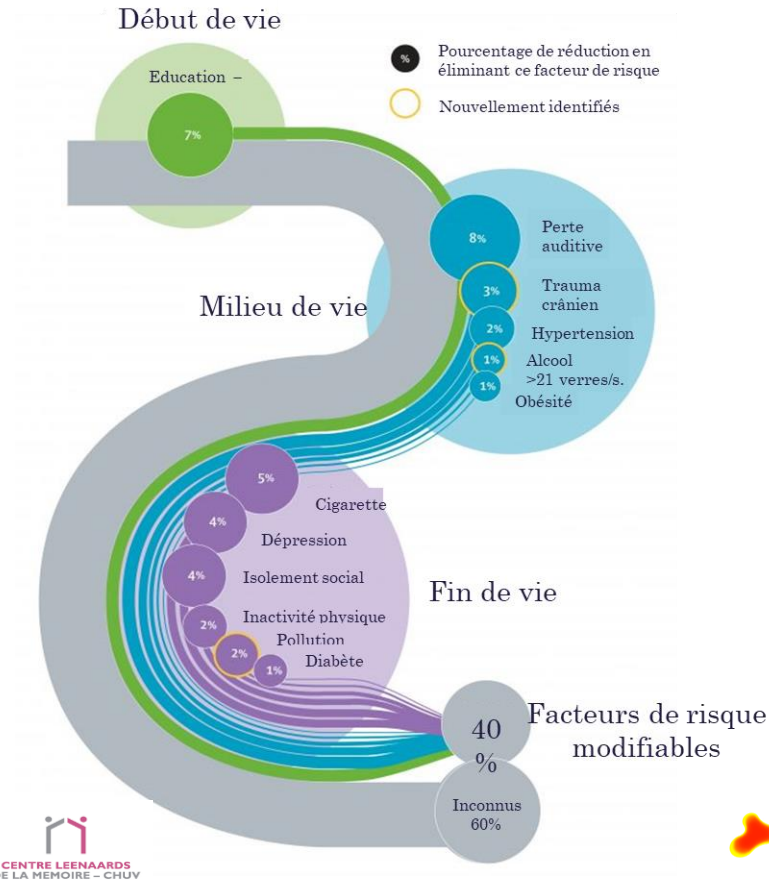 Début de vie
Education –
7%
%
Pourcentage de réduction en
éliminant ce facteur de risque
Nouvellement identifiés
8%
Perte
auditive
3%
Trauma
crânien
Milieu de vie
2%
Hypertension
1%
Alcool
>21 verres/s.
1%
Obésité
5%
Cigarette
4%
Dépression
4%
Isolement social
Fin de vie
2%
Inactivité physique
2%
Pollution
1%
Diabète
40
%
Facteurs de risque
modifiables
Inconnus
60%
CENTRE LEENAARDS
DE LA MEMOIRE – CHUV